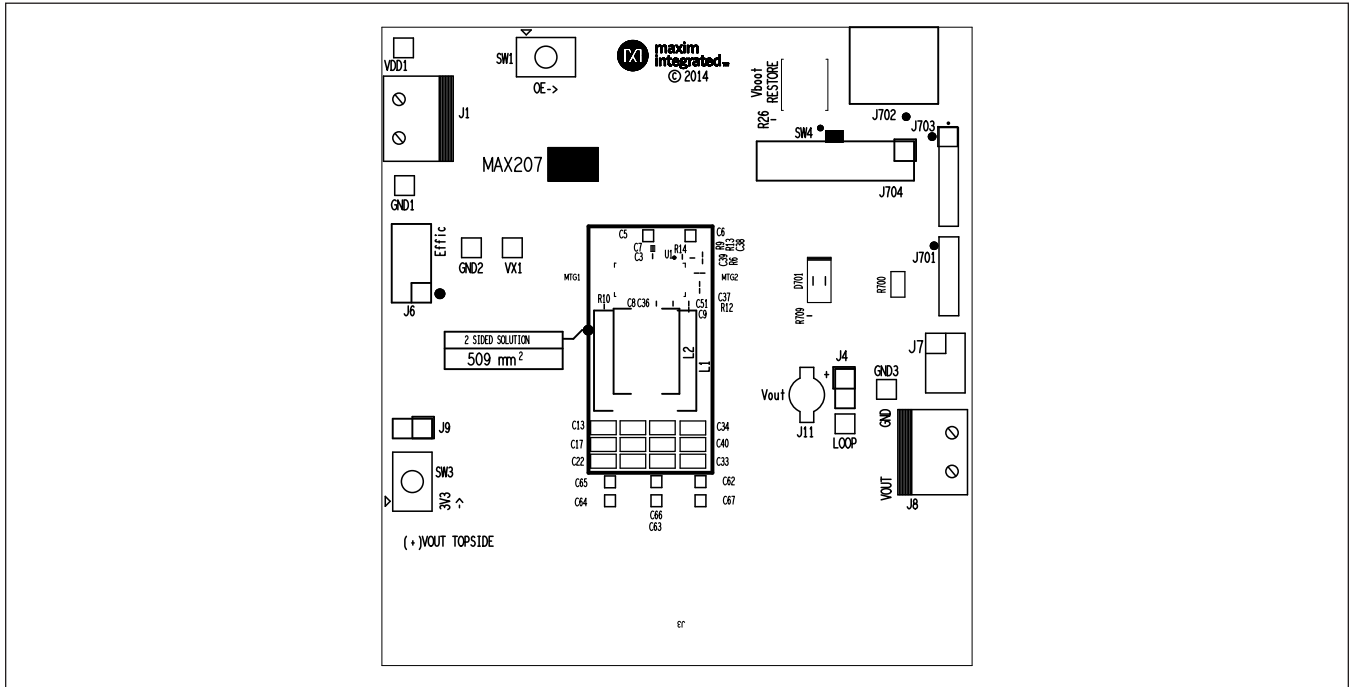 VDD1
SW1
OE->
maxim
integrated™
© 2014
Vboot
RESTORE
R26
SW4
J702
J703
J1
MAX207
J704
GND1
Effic
GND2
VX1
J6
C5
C6
C7
C3
U1
R14
R9
R13
C38
C39
R6
MTG1
MTG2
R10
C8
C36
C51
C9
C37
R12
2 SIDED SOLUTION
509 mm²
L2
L1
D701
R709
R700
J701
J7
J4
+
GND3
Vout
J11
LOOP
GND
VOUT
J8
C13
C34
C17
C40
C22
C33
C65
C62
C64
C67
C66
C63
J9
SW3
3V3
->
(+)VOUT TOPSIDE
J3